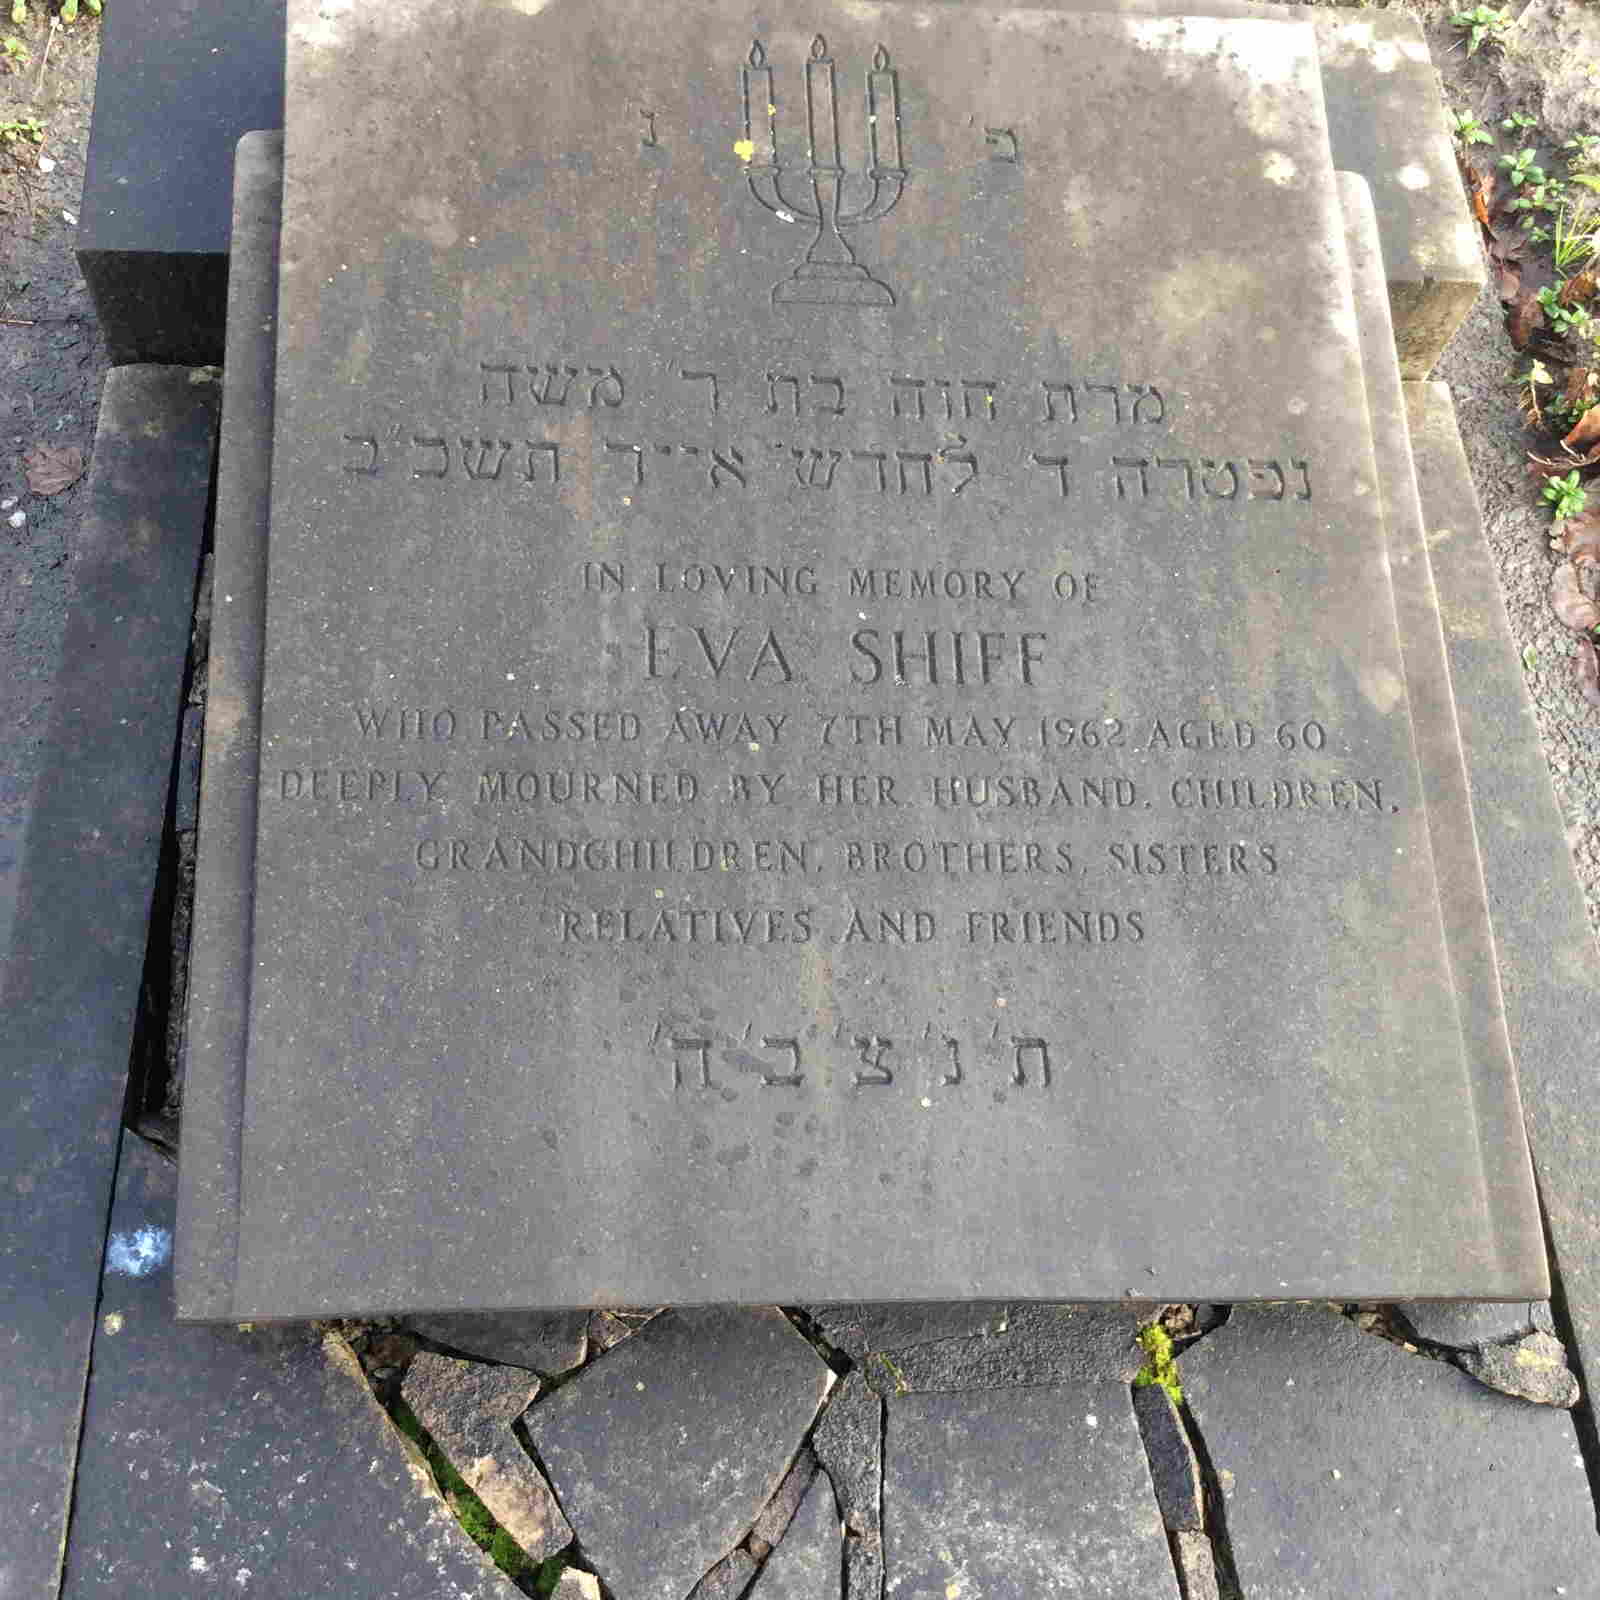 פ' נ'
מרת חוה בת ר' משה
נפטרה ד' לחדש אייר תשכ"ב
IN LOVING MEMORY OF
EVA SHIFF
WHO PASSED AWAY 7TH MAY 1962 AGED 60
DEEPLY MOURNED BY HER HUSBAND, CHILDREN,
GRANDCHILDREN, BROTHERS, SISTERS
RELATIVES AND FRIENDS
ת' נ' צ' ב' ה'